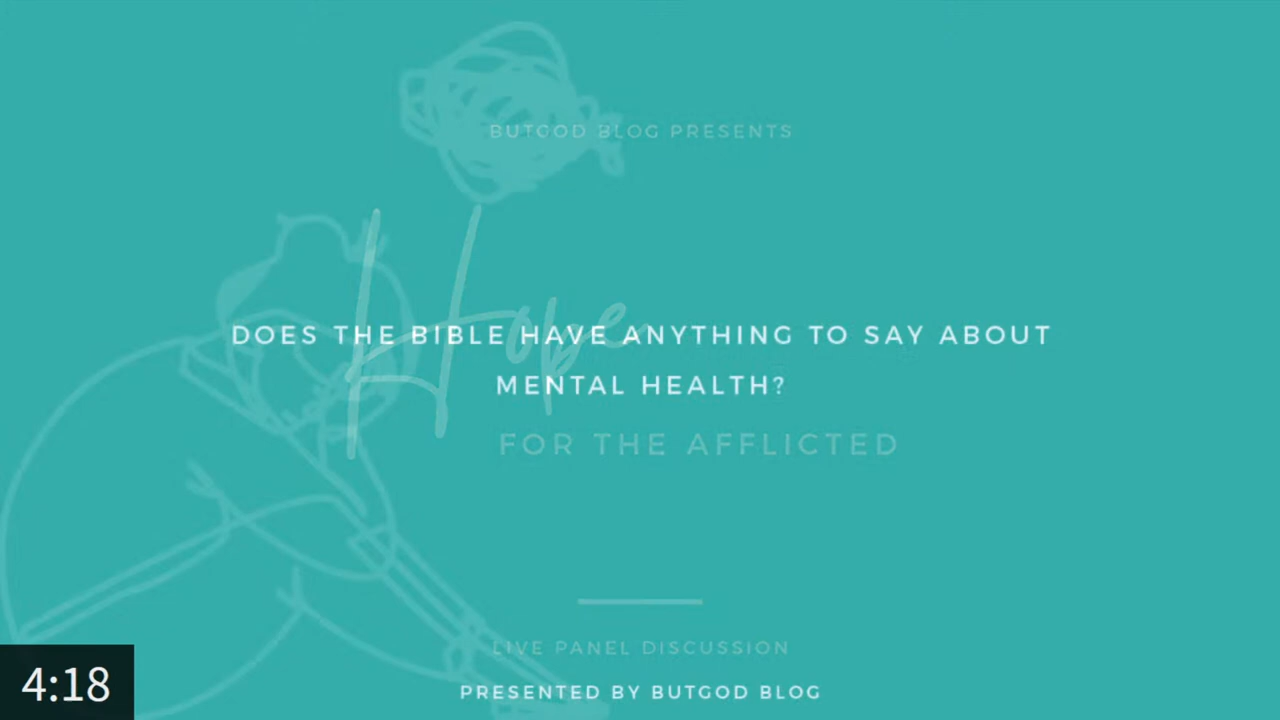 BUTGOD BLOG PRESENTS
Hope
DOES THE BIBLE HAVE ANYTHING TO SAY ABOUT
MENTAL HEALTH?
FOR THE AFFLICTED
LIVE PANEL DISCUSSION
PRESENTED BY BUTGOD BLOG
4:18